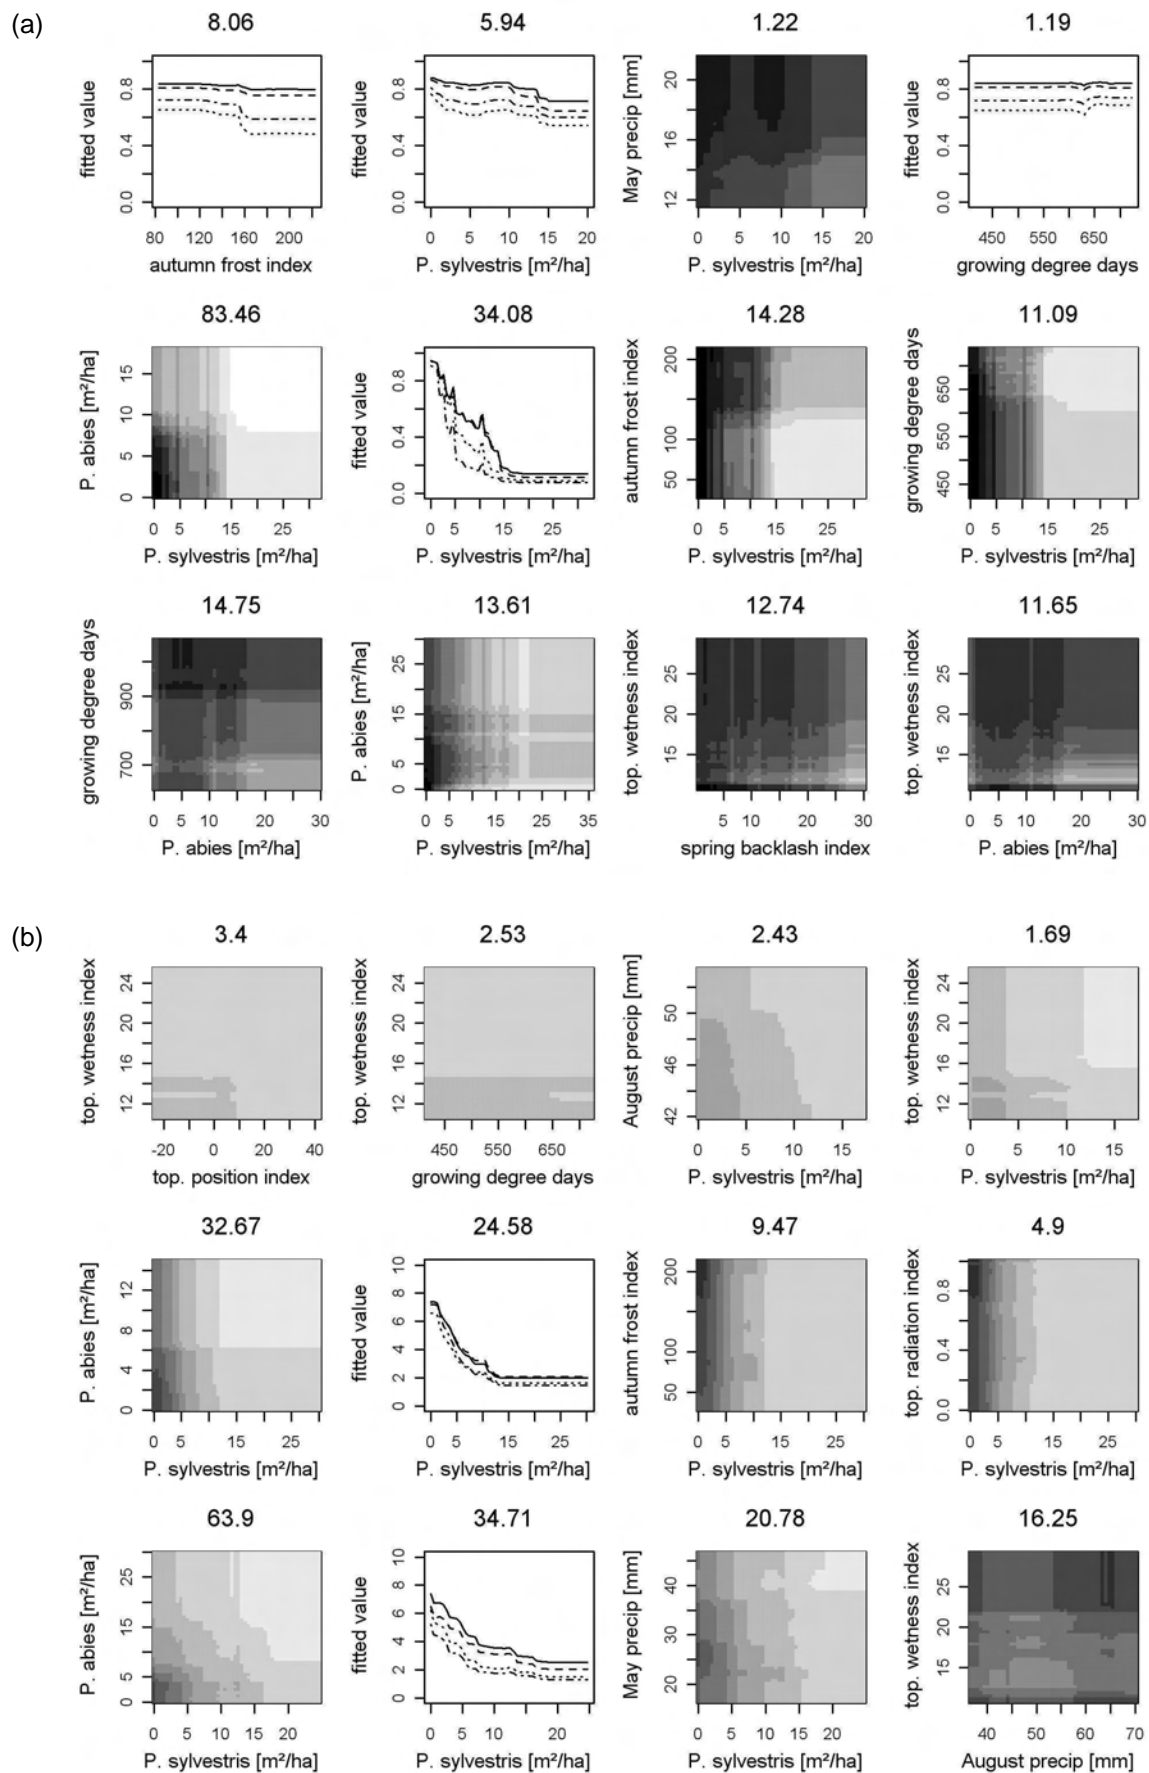 (a)
8.06
5.94
1.22
1.19
fitted value
0.0 0.4 0.8
80 120 160 200
autumn frost index
fitted value
0.0 0.4 0.8
0 5 10 15 20
P. sylvestris [m²/ha]
May precip [mm]
12 16 20
0 5 10 15 20
P. sylvestris [m²/ha]
fitted value
0.0 0.4 0.8
450 550 650
growing degree days
83.46
34.08
14.28
11.09
P. abies [m²/ha]
0 5 10 15
0 5 15 25
P. sylvestris [m²/ha]
fitted value
0.0 0.4 0.8
0 5 15 25
P. sylvestris [m²/ha]
autumn frost index
50 100 200
0 5 15 25
P. sylvestris [m²/ha]
growing degree days
450 550 650
0 5 15 25
P. sylvestris [m²/ha]
14.75
13.61
12.74
11.65
growing degree days
700 900
0 5 10 20 30
P. abies [m²/ha]
P. abies [m²/ha]
0 5 15 25
0 5 15 25 35
P. sylvestris [m²/ha]
top. wetness index
15 20 25
0 5 10 20 30
spring backlash index
top. wetness index
15 20 25
0 5 10 20 30
P. abies [m²/ha]
(b)
3.4
2.53
2.43
1.69
top. wetness index
12 16 20 24
-20 0 20 40
top. position index
top. wetness index
12 16 20 24
450 550 650
growing degree days
August precip [mm]
42 46 50
0 5 10 15
P. sylvestris [m²/ha]
top. wetness index
12 16 20 24
0 5 10 15
P. sylvestris [m²/ha]
32.67
24.58
9.47
4.9
P. abies [m²/ha]
0 4 8 12
0 5 15 25
P. sylvestris [m²/ha]
fitted value
0 2 4 6 8 10
0 5 15 25
P. sylvestris [m²/ha]
autumn frost index
50 100 200
0 5 15 25
P. sylvestris [m²/ha]
top. radiation index
0.0 0.4 0.8
0 5 15 25
P. sylvestris [m²/ha]
63.9
34.71
20.78
16.25
P. abies [m²/ha]
0 5 15 25
0 5 10 20
P. sylvestris [m²/ha]
fitted value
0 2 4 6 8 10
0 5 10 20
P. sylvestris [m²/ha]
May precip [mm]
20 30 40
0 5 10 20
P. sylvestris [m²/ha]
top. wetness index
15 20 25
40 50 60 70
August precip [mm]